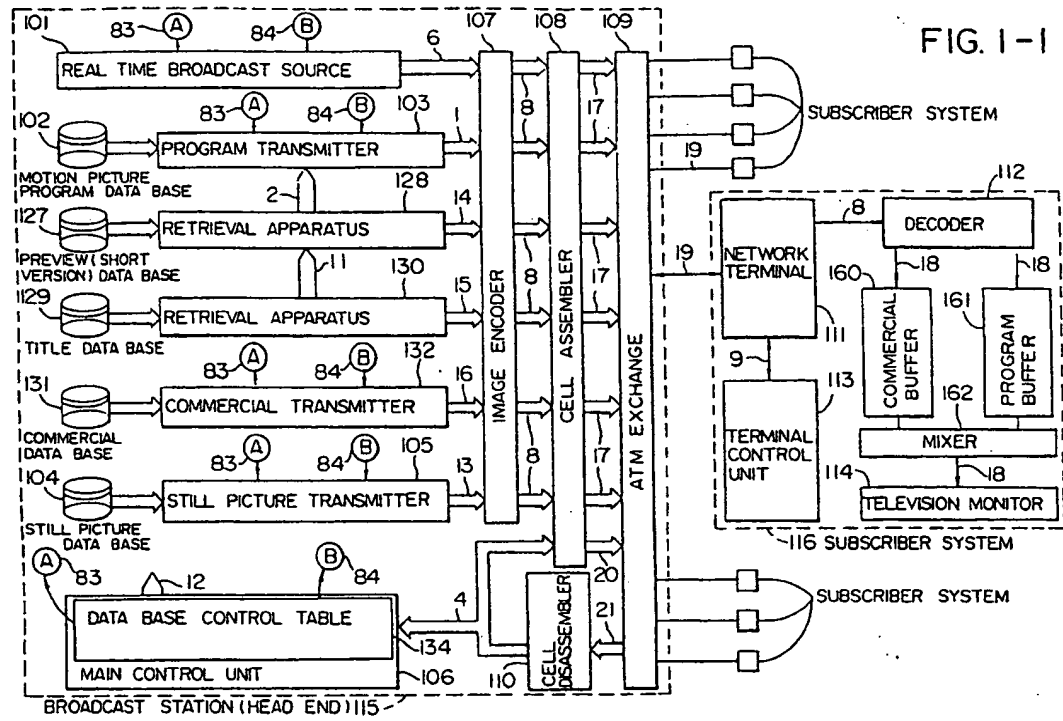 FIG. 1-1
101
83
A
84
B
6
107
108
109
REAL TIME BROADCAST SOURCE
8
17
102
83
A
84
B
103
1
PROGRAM TRANSMITTER
8
17
MOTION PICTURE
PROGRAM DATA BASE
2
128
127
RETRIEVAL APPARATUS
14
8
17
PREVIEW (SHORT
VERSION) DATA BASE
11
130
1129
RETRIEVAL APPARATUS
15
8
17
TITLE DATA BASE
83
A
84
B
132
131
COMMERCIAL TRANSMITTER
16
8
17
COMMERCIAL
DATA BASE
83
A
84
B
105
104
STILL PICTURE TRANSMITTER
13
8
17
STILL PICTURE
DATA BASE
IMAGE ENCODER
CELL ASSEMBLER
ATM EXCHANGE
A
83
12
B
84
20
DATA BASE CONTROL TABLE
4
134
MAIN CONTROL UNIT
106
110
CELL
DISASSEMBLER
21
BROADCAST STATION (HEAD END) 115
SUBSCRIBER SYSTEM
19
19
112
NETWORK
TERMINAL
8
DECODER
111
18
18
160
161
COMMERCIAL
BUFFER
PROGRAM
BUFFER
9
113
162
TERMINAL
CONTROL
UNIT
MIXER
18
114
TELEVISION MONITOR
116 SUBSCRIBER SYSTEM
SUBSCRIBER SYSTEM